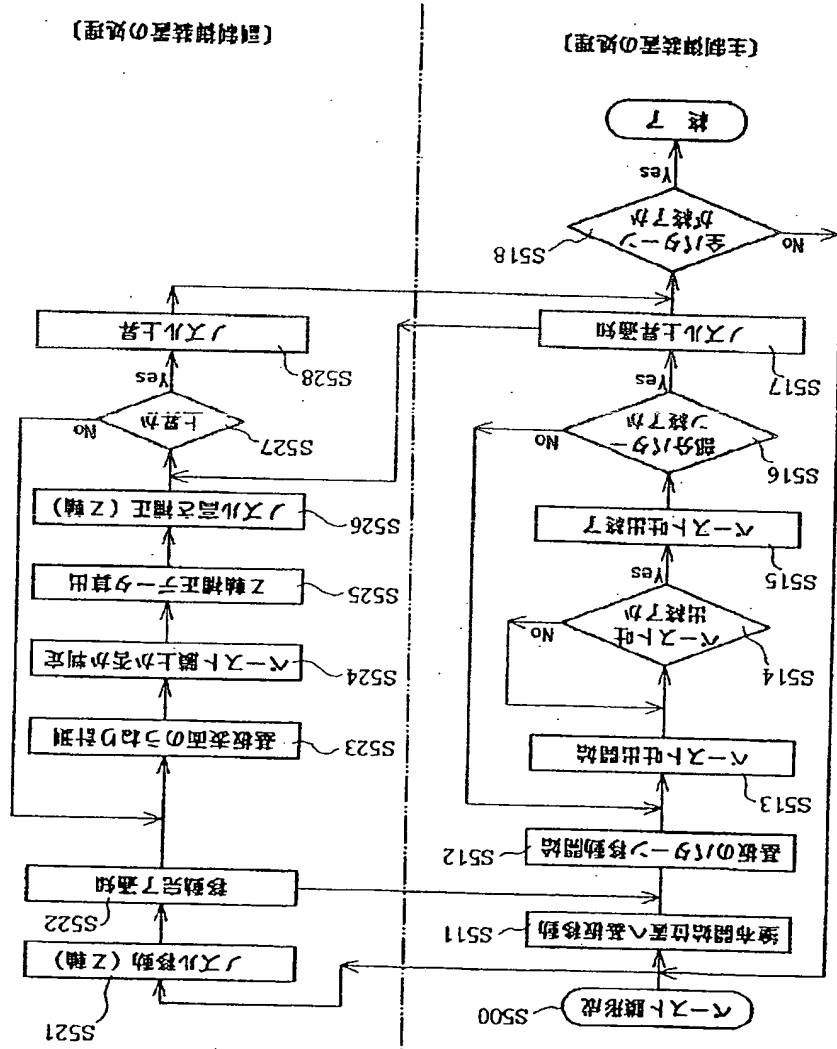 S500
ペースト膜形成
S511
塗布開始位置へ基板移動
S512
基板のパターン移動開始
S513
ペースト吐出開始
S514
ペースト吐
出終了か
No
Yes
S515
ペースト吐出終了
S516
部分パター
ン終了か
No
Yes
S517
ノズル上昇通知
S518
全パターン
が終了か
No
Yes
終 了
〔主制御装置の処理〕
S521
ノズル移動(Z軸)
S522
移動完了通知
S523
基板表面のうねり計測
S524
ペースト膜上か否か判定
S525
Z軸補正データ算出
S526
ノズル高さ補正(Z軸)
S527
上昇か
No
Yes
S528
ノズル上昇
〔副制御装置の処理〕